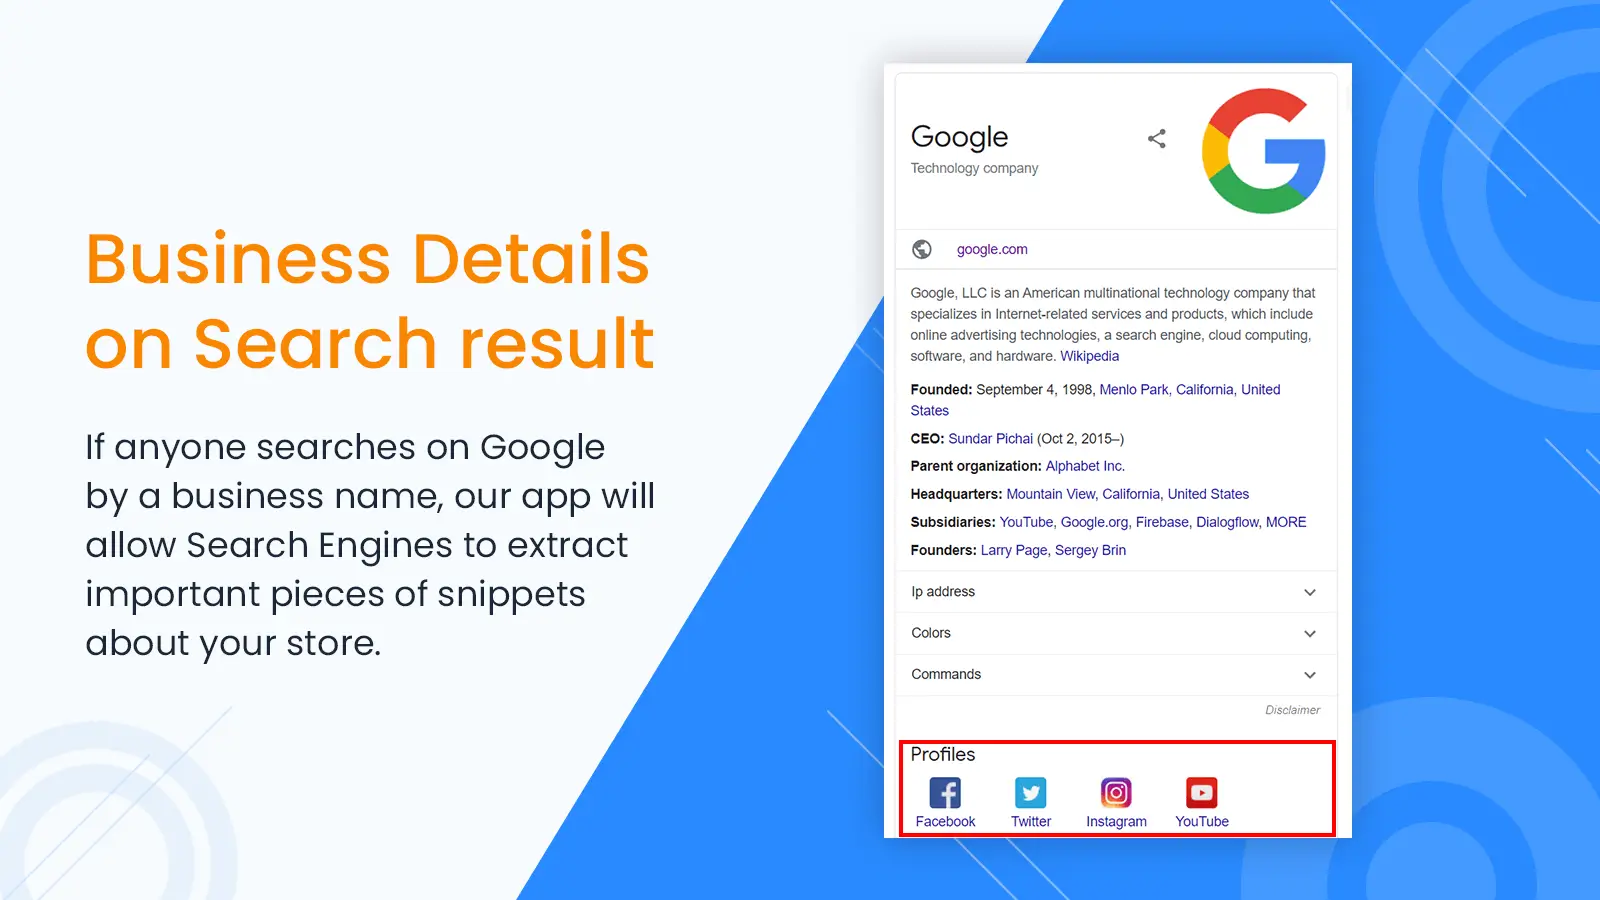 Business Details
on Search result
If anyone searches on Google
by a business name, our app will
allow Search Engines to extract
important pieces of snippets
about your store.
Google
Technology company
google.com
Google, LLC is an American multinational technology company that
specializes in Internet-related services and products, which include
online advertising technologies, a search engine, cloud computing,
software, and hardware. Wikipedia
Founded: September 4, 1998, Menlo Park, California, United
States
CEO: Sundar Pichai (Oct 2, 2015–)
Parent organization: Alphabet Inc.
Headquarters: Mountain View, California, United States
Subsidiaries: YouTube, Google.org, Firebase, Dialogflow, MORE
Founders: Larry Page, Sergey Brin
Ip address
Colors
Commands
Disclaimer
Profiles
Facebook Twitter Instagram YouTube